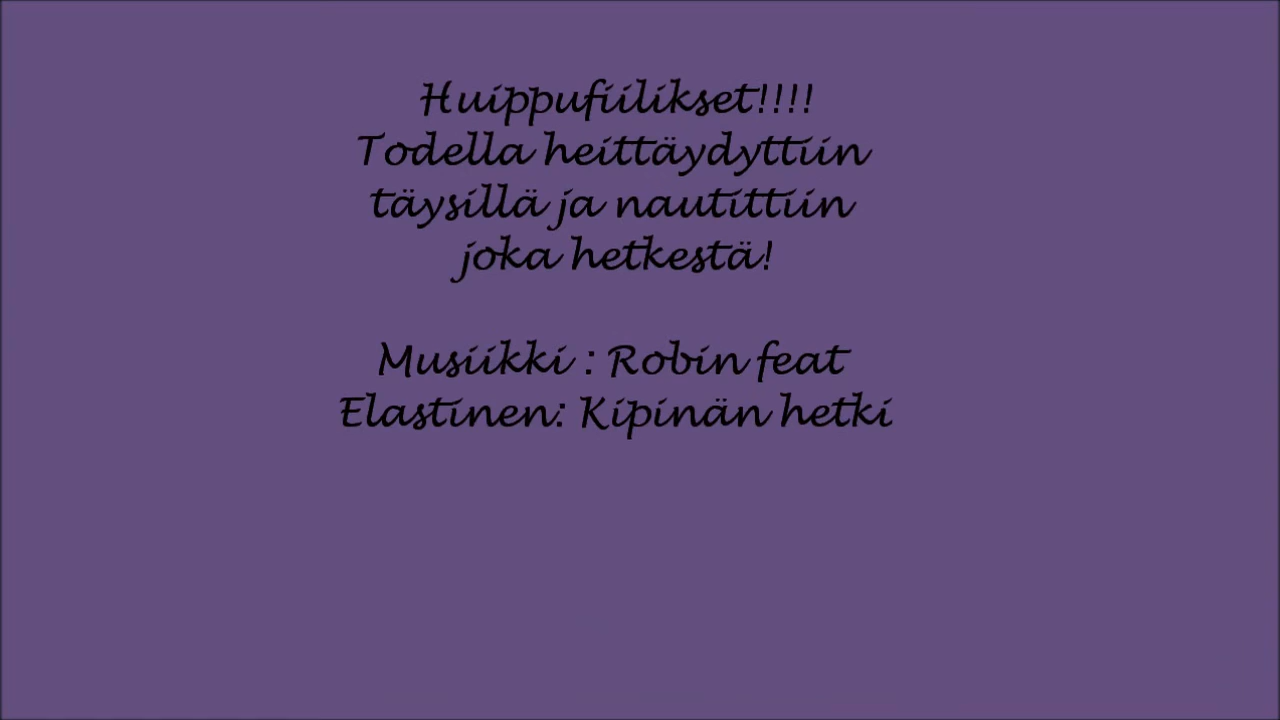 Huippufiilikset!!!!
Todella heittäydyttiin
täysillä ja nautittiin
joka hetkestä!
Musiikki : Robin feat
Elastinen: Kipinän hetki